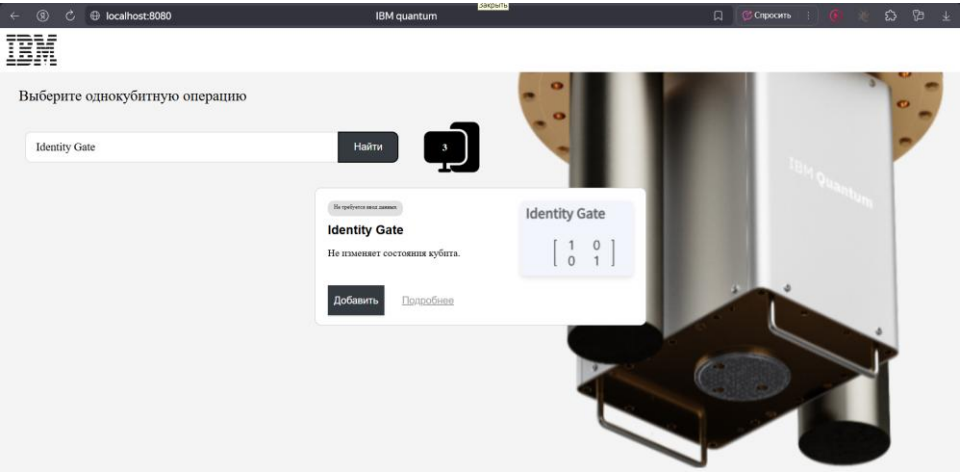 закрыть
localhost:8080
IBM quantum
Спросить
IBM
Выберите однокубитную операцию
Identity Gate
Найти
3
IBM Quantum
Не требуется ввод данных
Identity Gate
Не изменяет состояния кубита.
Добавить
Подробнее
Identity Gate
1 0
0 1